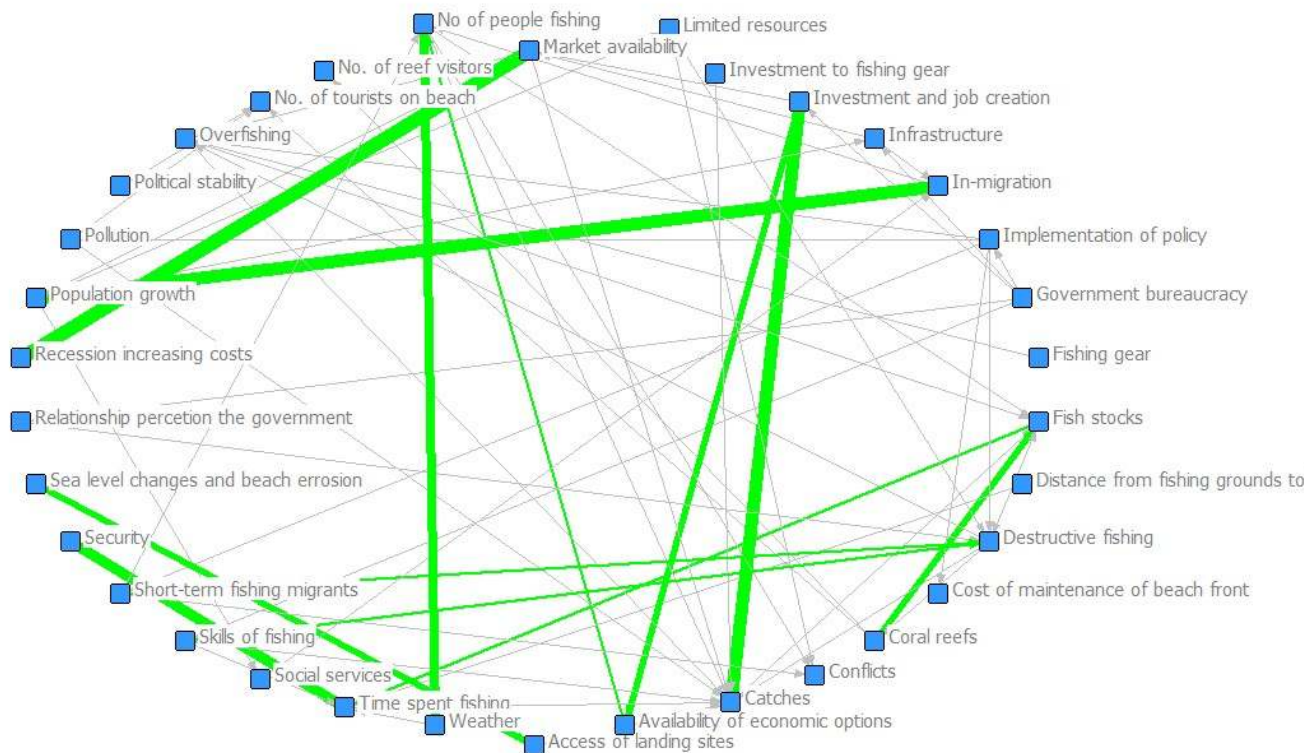 No of people fishing
Limited resources
Market availability
No. of reef visitors
Investment to fishing gear
No. of tourists on beach
Investment and job creation
Overfishing
Infrastructure
Political stability
In-migration
Pollution
Implementation of policy
Population growth
Government bureaucracy
Recession increasing costs
Fishing gear
Relationship percetion the government
Fish stocks
Sea level changes and beach errosion
Distance from fishing grounds to
Security
Destructive fishing
Short-term fishing migrants
Cost of maintenance of beach front
Skills of fishing
Coral reefs
Social services
Conflicts
Time spent fishing
Catches
Weather
Availability of economic options
Access of landing sites